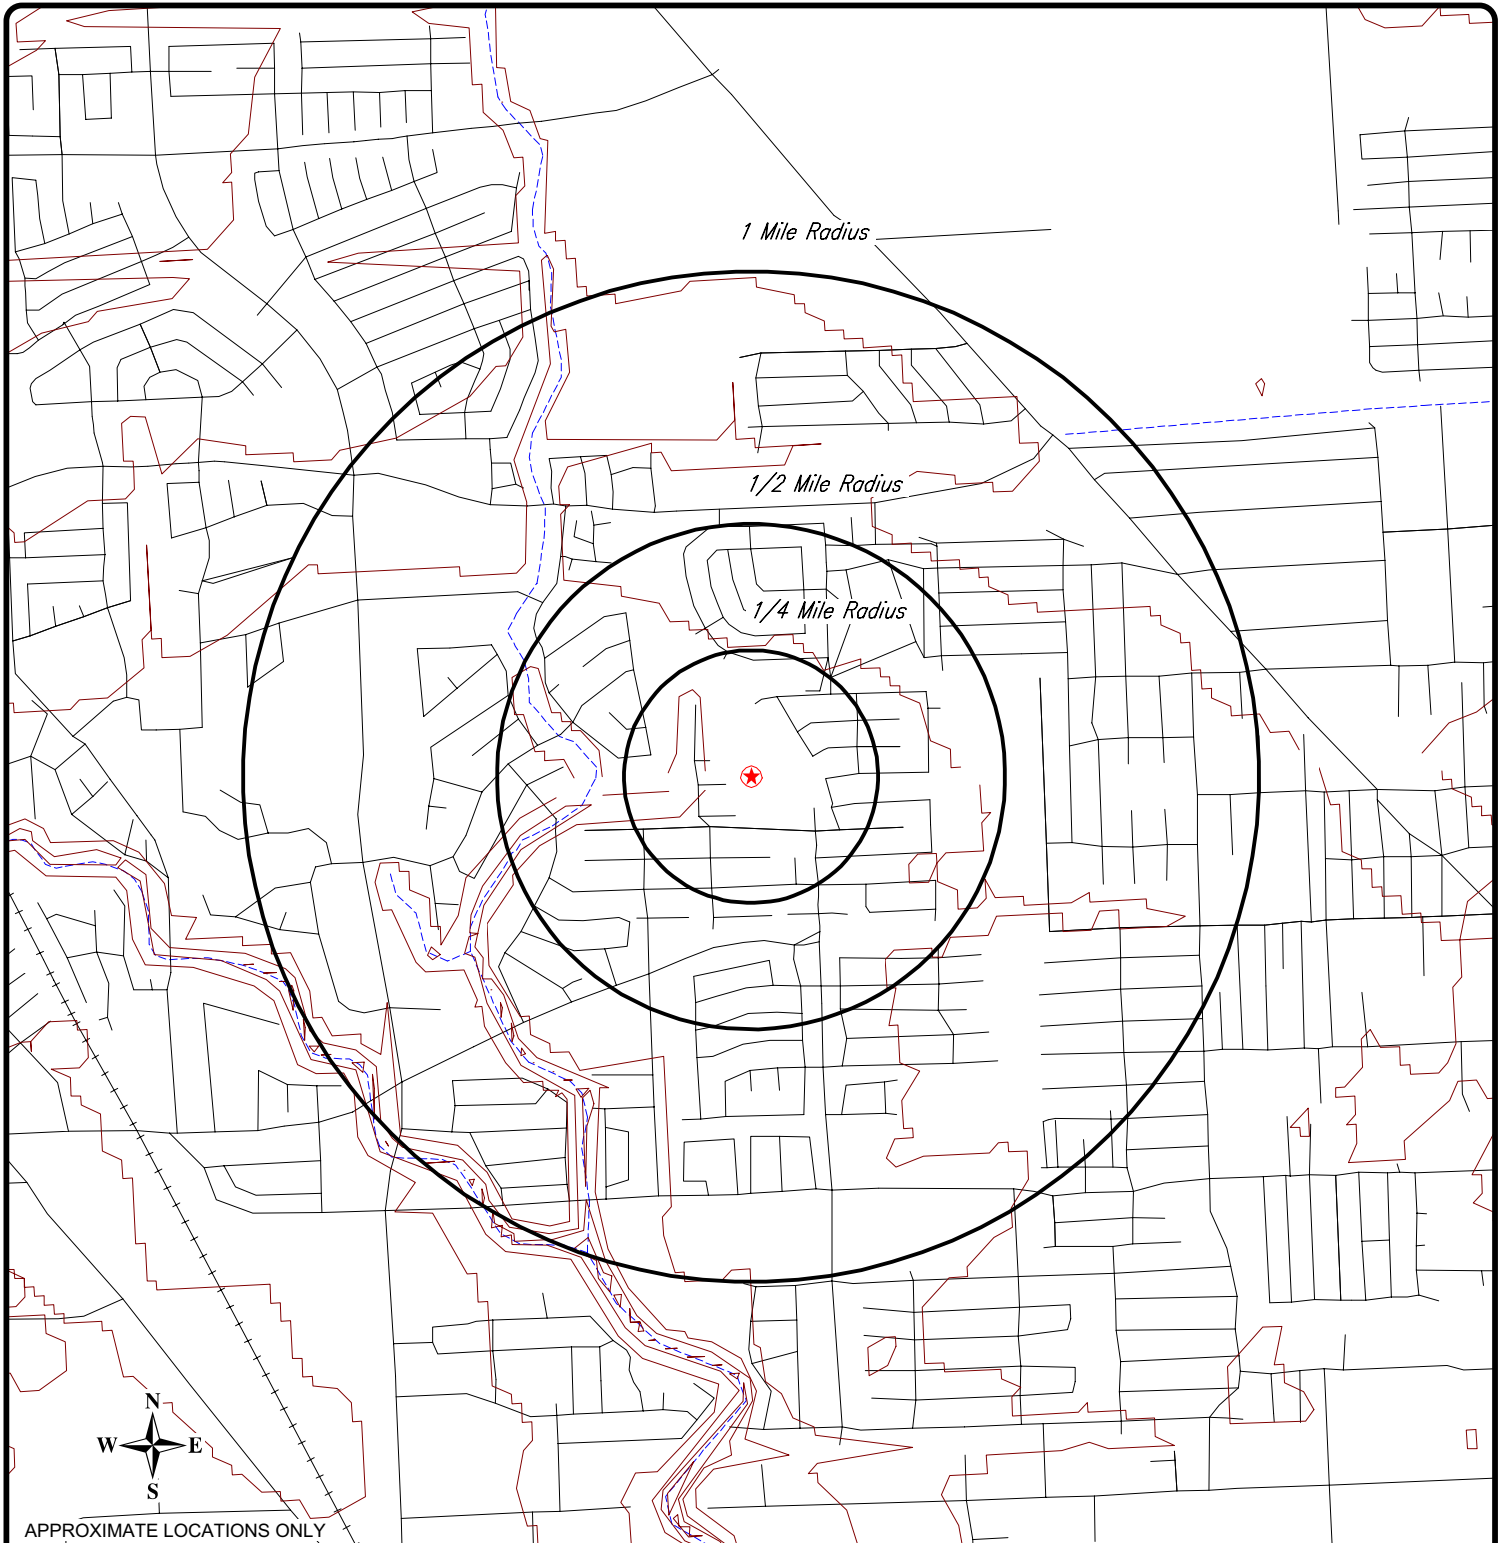 1 Mile Radius
1/2 Mile Radius
1/4 Mile Radius
N
W E
S
APPROXIMATE LOCATIONS ONLY